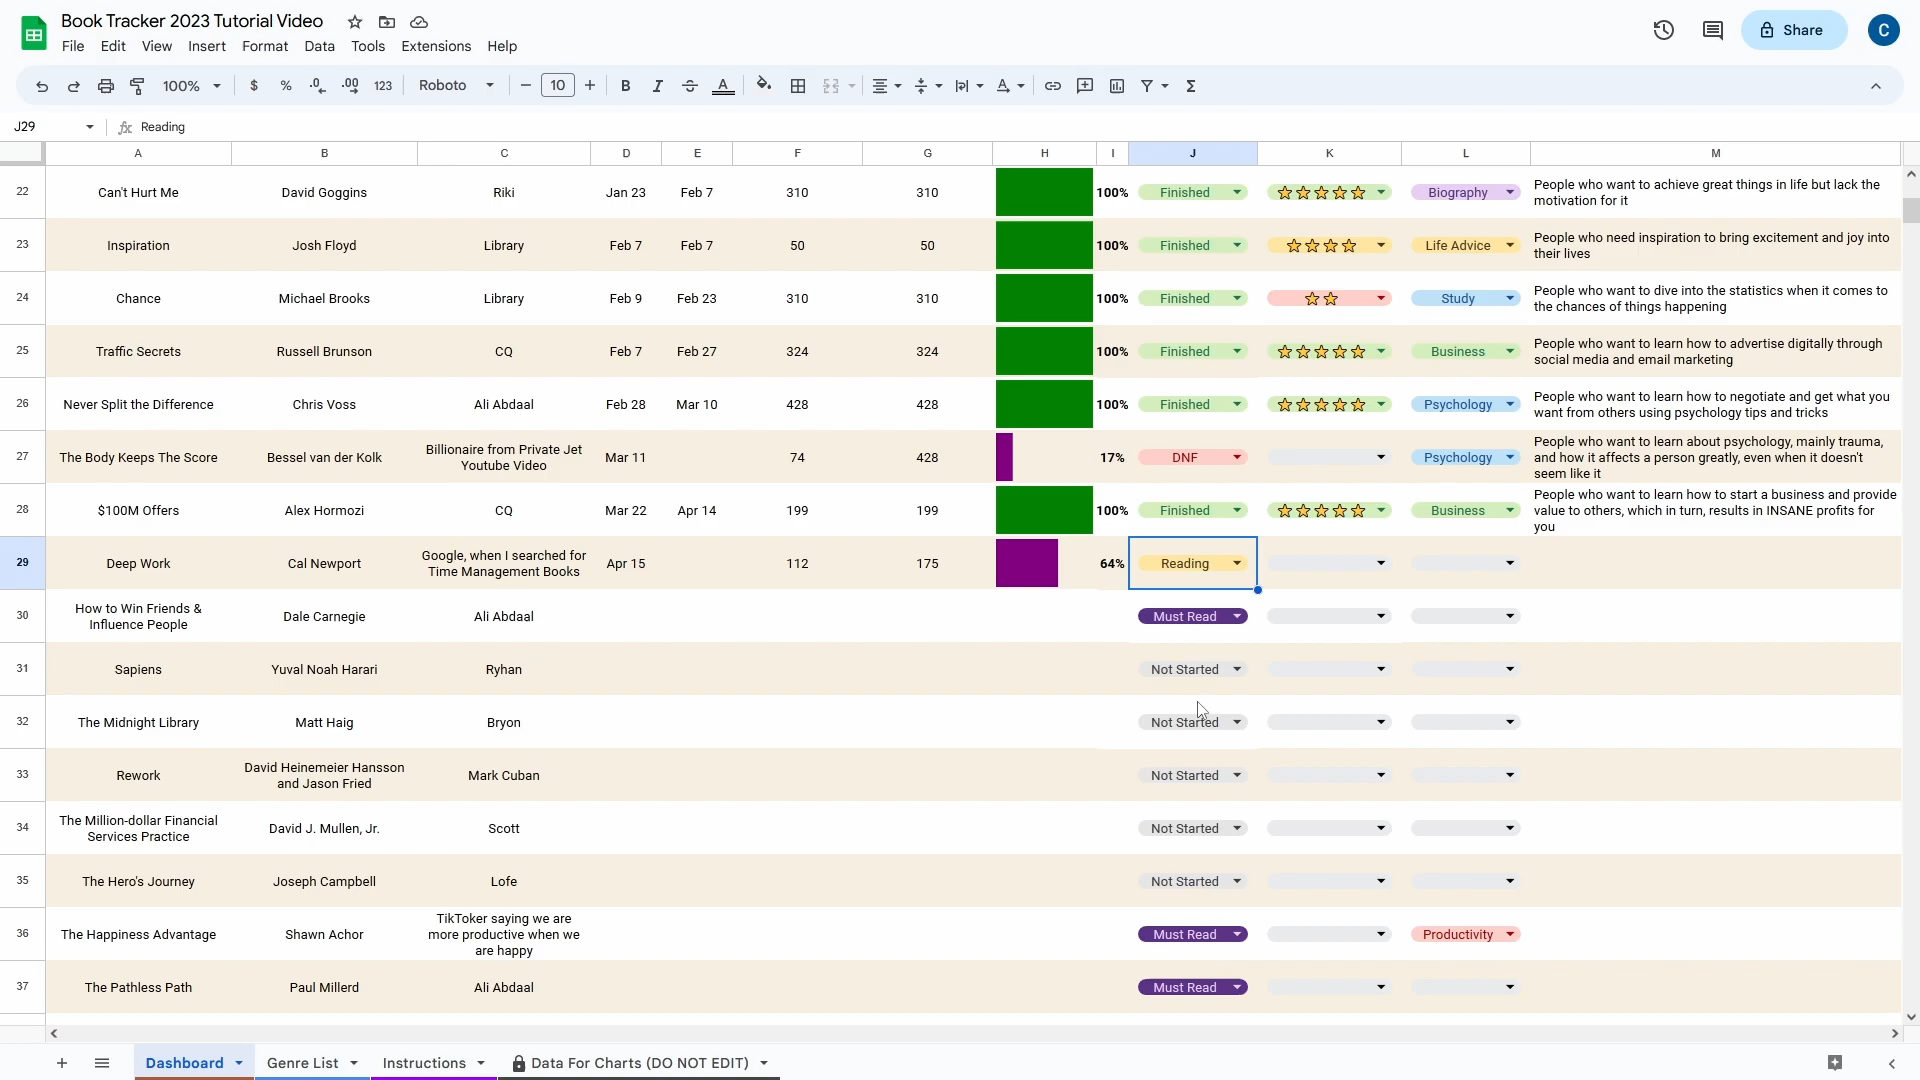 Book Tracker 2023 Tutorial Video
File Edit View Insert Format Data Tools Extensions Help
Share
C
100% $ % .0 .00 123 Roboto 10 B I A
J29 Reading
A B C D E F G H I J K L M
22 Can't Hurt Me David Goggins Riki Jan 23 Feb 7 310 310 100% Finished Biography People who want to achieve great things in life but lack the
motivation for it
23 Inspiration Josh Floyd Library Feb 7 Feb 7 50 50 100% Finished Life Advice People who need inspiration to bring excitement and joy into
their lives
24 Chance Michael Brooks Library Feb 9 Feb 23 310 310 100% Finished Study People who want to dive into the statistics when it comes to
the chances of things happening
25 Traffic Secrets Russell Brunson CQ Feb 7 Feb 27 324 324 100% Finished Business People who want to learn how to advertise digitally through
social media and email marketing
26 Never Split the Difference Chris Voss Ali Abdaal Feb 28 Mar 10 428 428 100% Finished Psychology People who want to learn how to negotiate and get what you
want from others using psychology tips and tricks
27 The Body Keeps The Score Bessel van der Kolk Billionaire from Private Jet
Youtube Video Mar 11 74 428 17% DNF Psychology People who want to learn about psychology, mainly trauma,
and how it affects a person greatly, even when it doesn't
seem like it
28 $100M Offers Alex Hormozi CQ Mar 22 Apr 14 199 199 100% Finished Business People who want to learn how to start a business and provide
value to others, which in turn, results in INSANE profits for
you
29 Deep Work Cal Newport Google, when I searched for
Time Management Books Apr 15 112 175 64% Reading
30 How to Win Friends &
Influence People Dale Carnegie Ali Abdaal Must Read
31 Sapiens Yuval Noah Harari Ryhan Not Started
32 The Midnight Library Matt Haig Bryon Not Started
33 Rework David Heinemeier Hansson
and Jason Fried Mark Cuban Not Started
34 The Million-dollar Financial
Services Practice David J. Mullen, Jr. Scott Not Started
35 The Hero's Journey Joseph Campbell Lofe Not Started
36 The Happiness Advantage Shawn Achor TikToker saying we are
more productive when we
are happy Must Read Productivity
37 The Pathless Path Paul Millerd Ali Abdaal Must Read
Dashboard Genre List Instructions Data For Charts (DO NOT EDIT)